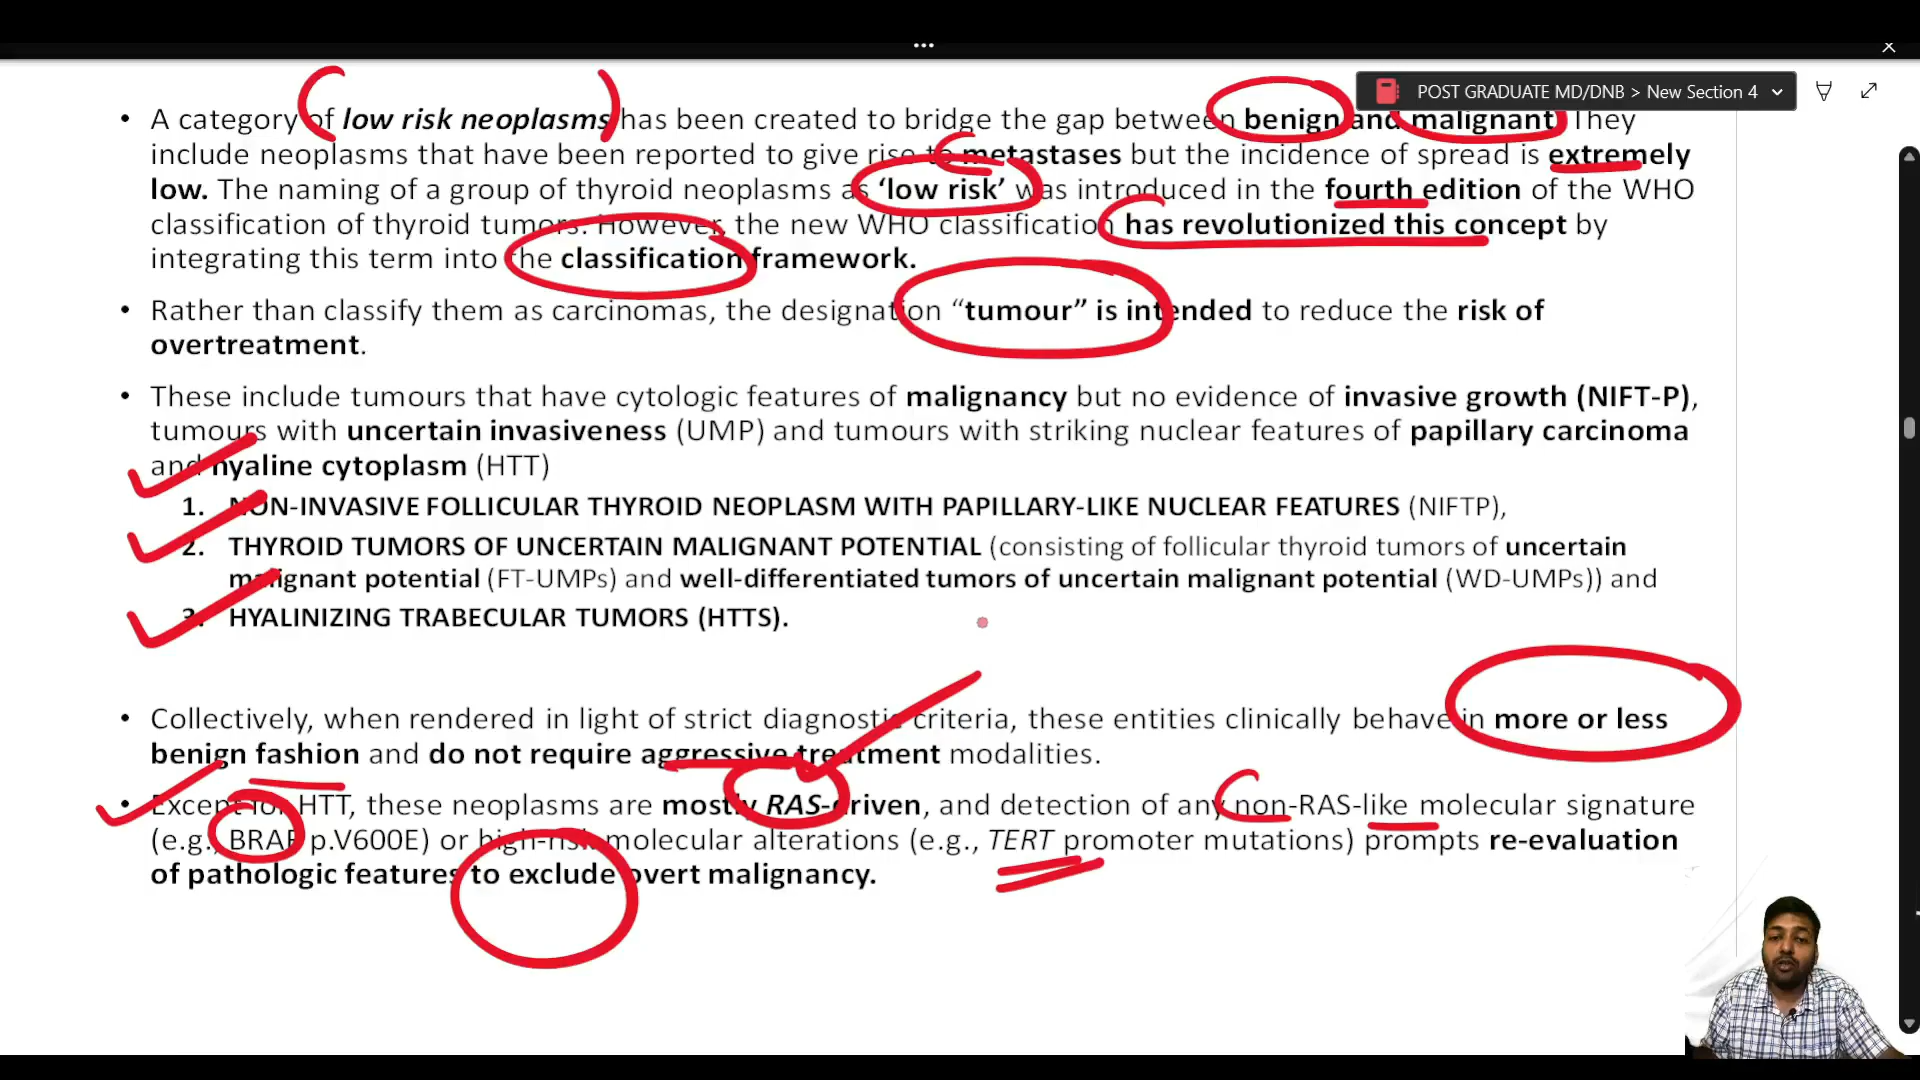 POST GRADUATE MD/DNB > New Section 4
• A category of low risk neoplasms has been created to bridge the gap between benign and malignant. They
include neoplasms that have been reported to give rise to metastases but the incidence of spread is extremely
low. The naming of a group of thyroid neoplasms as ‘low risk’ was introduced in the fourth edition of the WHO
classification of thyroid tumors. However, the new WHO classification has revolutionized this concept by
integrating this term into the classification framework.
• Rather than classify them as carcinomas, the designation “tumour” is intended to reduce the risk of
overtreatment.
• These include tumours that have cytologic features of malignancy but no evidence of invasive growth (NIFT-P),
tumours with uncertain invasiveness (UMP) and tumours with striking nuclear features of papillary carcinoma
and hyaline cytoplasm (HTT)
1. NON-INVASIVE FOLLICULAR THYROID NEOPLASM WITH PAPILLARY-LIKE NUCLEAR FEATURES (NIFTP),
2. THYROID TUMORS OF UNCERTAIN MALIGNANT POTENTIAL (consisting of follicular thyroid tumors of uncertain
malignant potential (FT-UMPs) and well-differentiated tumors of uncertain malignant potential (WD-UMPs)) and
3. HYALINIZING TRABECULAR TUMORS (HTTS).
• Collectively, when rendered in light of strict diagnostic criteria, these entities clinically behave in more or less
benign fashion and do not require aggressive treatment modalities.
• Except for HTT, these neoplasms are mostly RAS-driven, and detection of any non-RAS-like molecular signature
(e.g., BRAF p.V600E) or high-risk molecular alterations (e.g., TERT promoter mutations) prompts re-evaluation
of pathologic features to exclude overt malignancy.